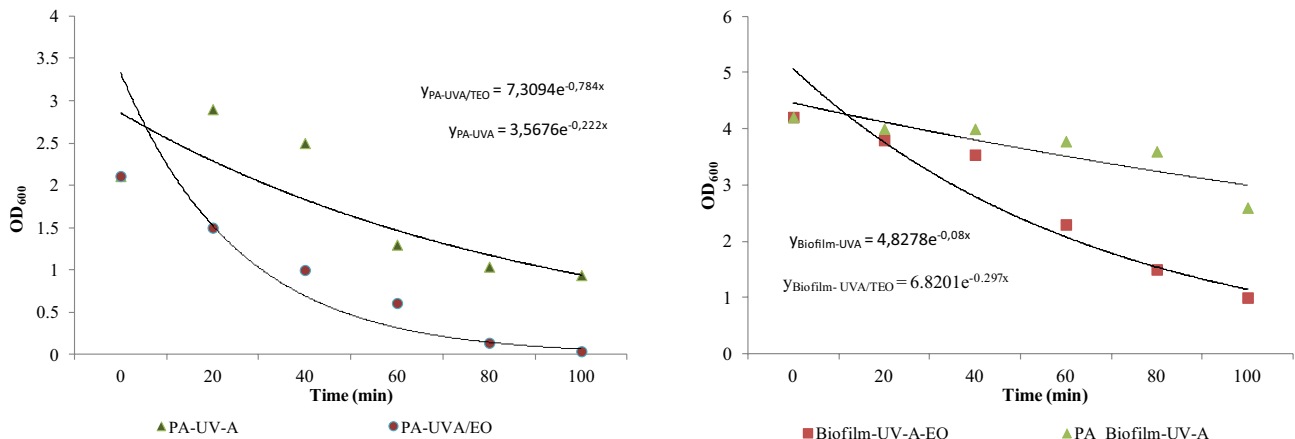 4
3.5
3
2.5
2
1.5
1
0.5
0
OD600
yPA-UVA/TEO = 7,3094e-0,784x
yPA-UVA = 3,5676e-0,222x
0 20 40 60 80 100
Time (min)
PA-UV-A PA-UVA/EO
6
5
4
3
2
1
0
OD600
yBiofilm-UVA = 4,8278e-0,08x
yBiofilm- UVA/TEO = 6.8201e-0.297x
0 20 40 60 80 100
Time (min)
Biofilm-UV-A-EO PA Biofilm-UV-A